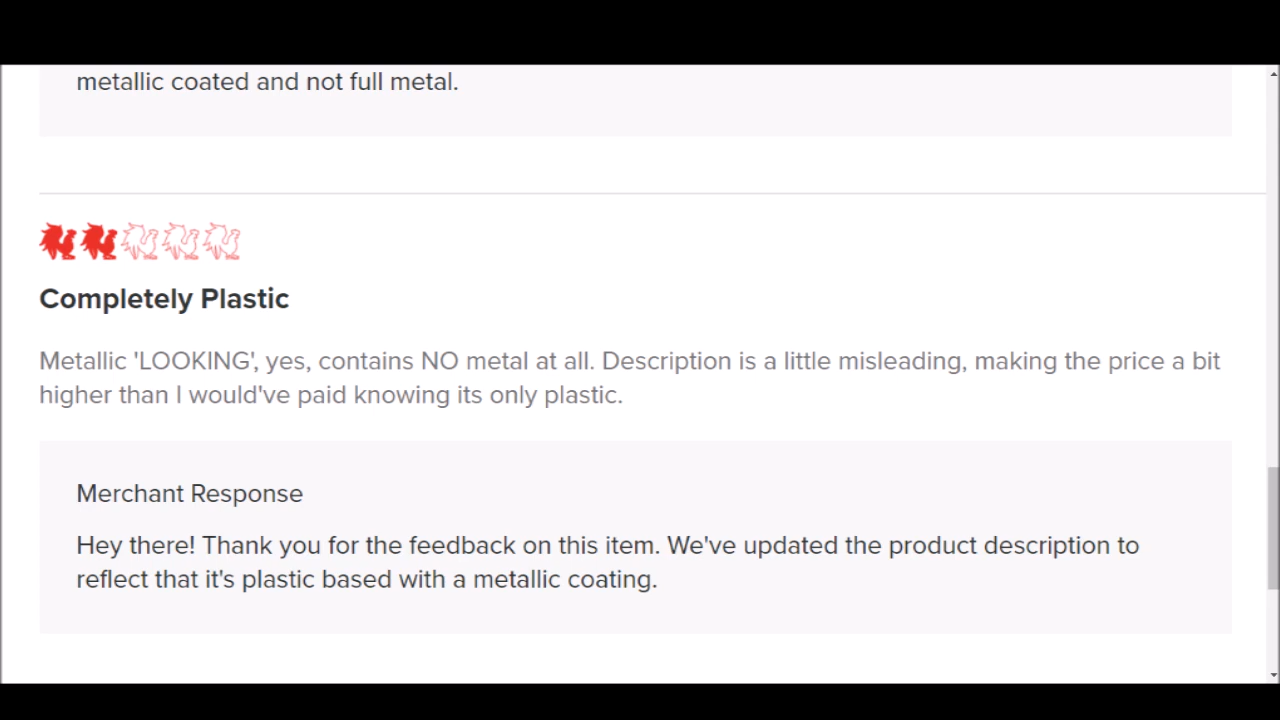 metallic coated and not full metal.
Completely Plastic
Metallic 'LOOKING', yes, contains NO metal at all. Description is a little misleading, making the price a bit
higher than I would've paid knowing its only plastic.
Merchant Response
Hey there! Thank you for the feedback on this item. We've updated the product description to
reflect that it's plastic based with a metallic coating.